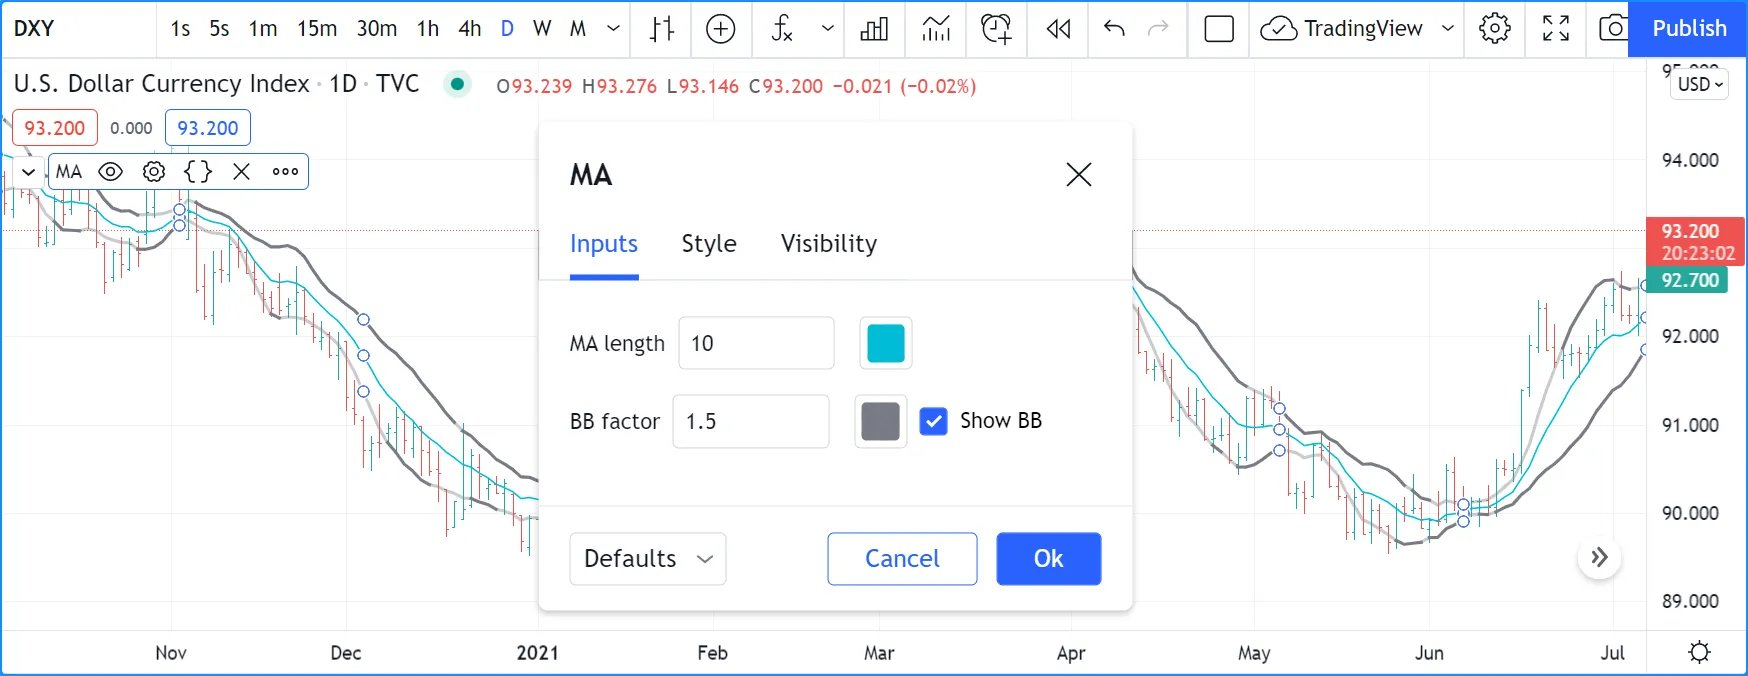 DXY 1s 5s 1m 15m 30m 1h 4h D W M TradingView Publish
U.S. Dollar Currency Index · 1D · TVC O93.239 H93.276 L93.146 C93.200 −0.021 (−0.02%)
USD
93.200 0.000 93.200
MA
MA
Inputs Style Visibility
MA length 10
BB factor 1.5 Show BB
Defaults Cancel Ok
94.000
93.200
20:23:02
92.700
92.000
91.000
90.000
89.000
Nov Dec 2021 Feb Mar Apr May Jun Jul